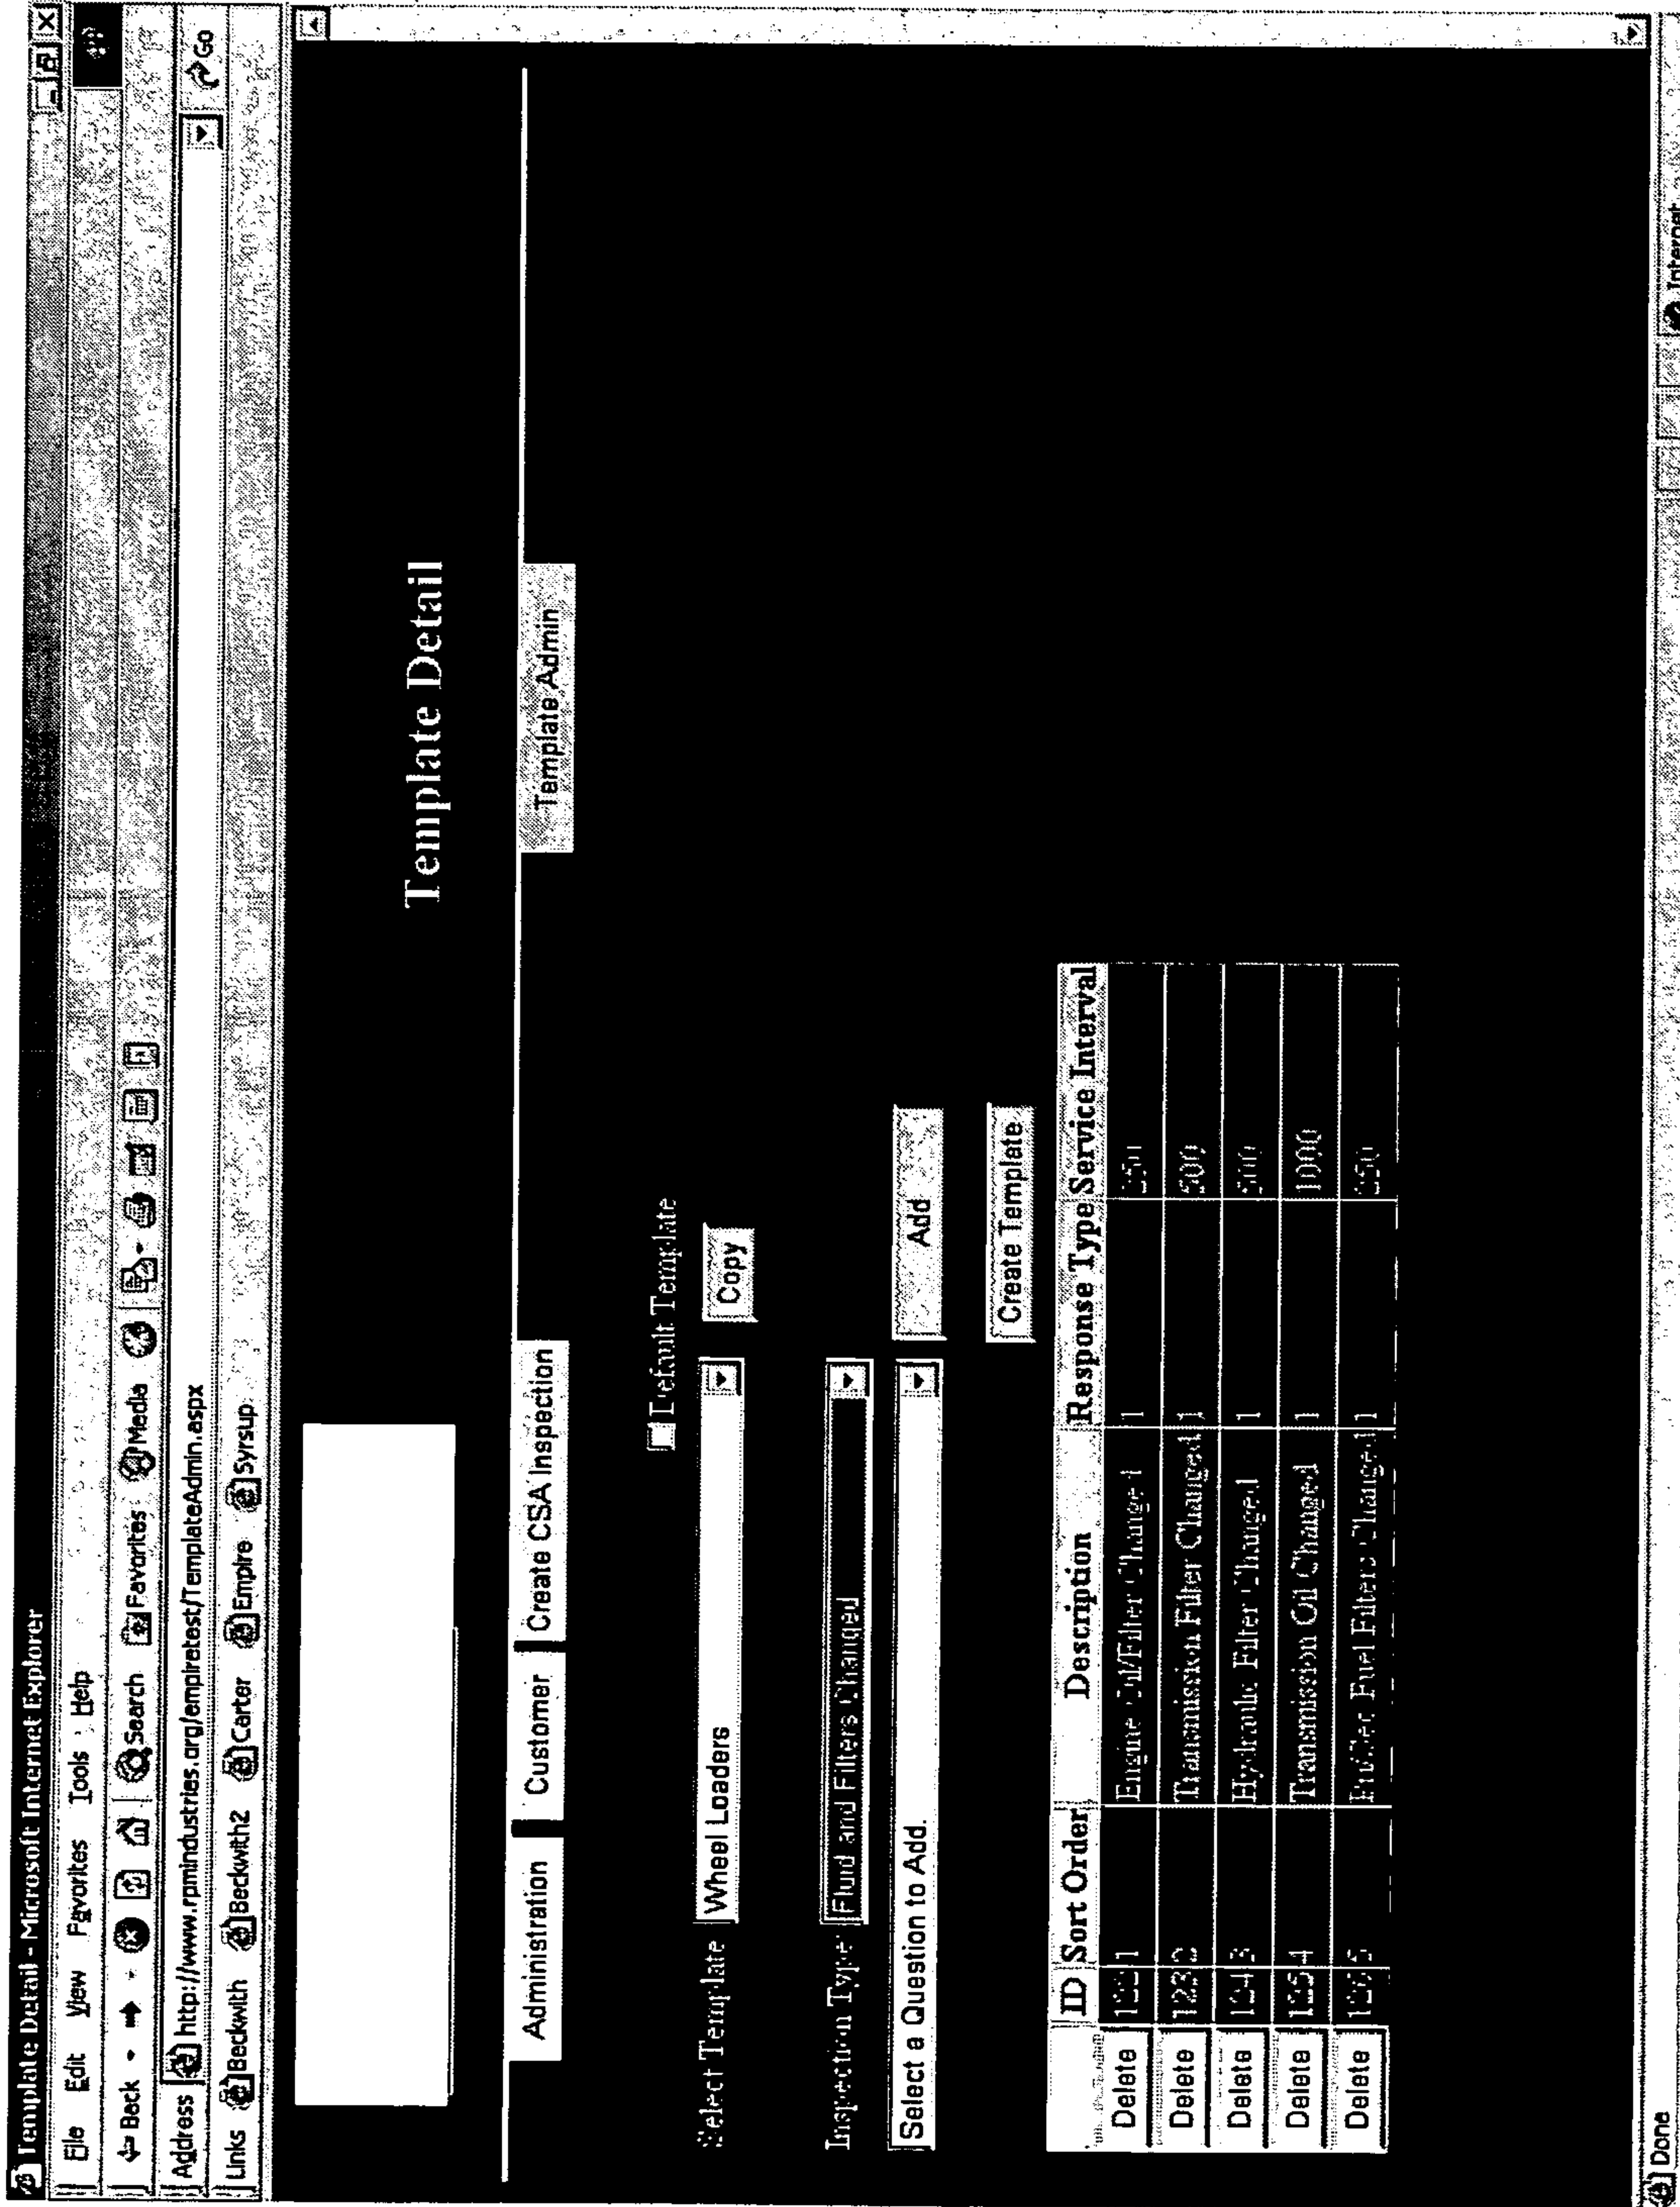 Template Detail - Microsoft Internet Explorer
File Edit View Favorites Tools Help
Back Search Favorites Media
Address http://www.rpmindustries.org/empiretest/TemplateAdmin.aspx Go
Links Beckwith Beckwith2 Carter Empire Syrsup
Template Detail
Administration Customer Create CSA Inspection Template Admin
Default Template
Select Template Wheel Loaders Copy
Inspection Type Fluid and Filters Changed
Select a Question to Add. Add
Create Template
ID Sort Order Description Response Type Service Interval
Delete 1 Engine Oil/Filter Changed 1 250
Delete 123 2 Transmission Filter Changed 1 500
Delete 124 3 Hydraulic Filter Changed 1 500
Delete 125 4 Transmission Oil Changed 1 1000
Delete 126 5 Fuel Filters Changed 1 250
Done Internet